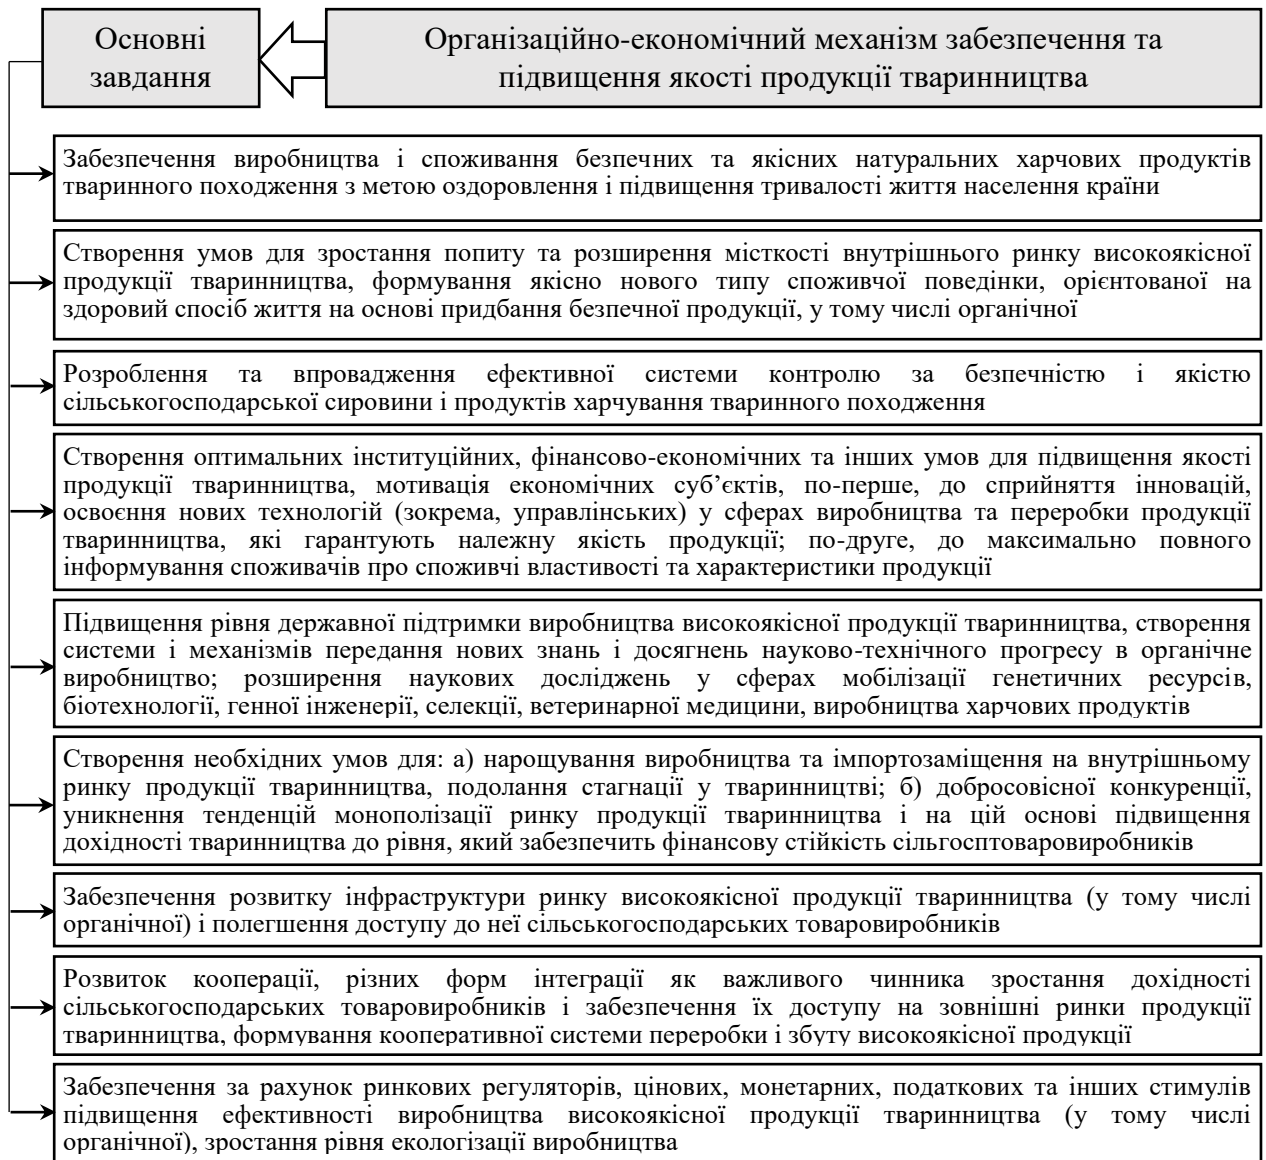 Основні
завдання
Організаційно-економічний механізм забезпечення та
підвищення якості продукції тваринництва
Забезпечення виробництва і споживання безпечних та якісних натуральних харчових продуктів
тваринного походження з метою оздоровлення і підвищення тривалості життя населення країни
Створення умов для зростання попиту та розширення місткості внутрішнього ринку високоякісної
продукції тваринництва, формування якісно нового типу споживчої поведінки, орієнтованої на
здоровий спосіб життя на основі придбання безпечної продукції, у тому числі органічної
Розроблення та впровадження ефективної системи контролю за безпечністю і якістю
сільськогосподарської сировини і продуктів харчування тваринного походження
Створення оптимальних інституційних, фінансово-економічних та інших умов для підвищення якості
продукції тваринництва, мотивація економічних суб’єктів, по-перше, до сприйняття інновацій,
освоєння нових технологій (зокрема, управлінських) у сферах виробництва та переробки продукції
тваринництва, які гарантують належну якість продукції; по-друге, до максимально повного
інформування споживачів про споживчі властивості та характеристики продукції
Підвищення рівня державної підтримки виробництва високоякісної продукції тваринництва, створення
системи і механізмів передання нових знань і досягнень науково-технічного прогресу в органічне
виробництво; розширення наукових досліджень у сферах мобілізації генетичних ресурсів,
біотехнології, генної інженерії, селекції, ветеринарної медицини, виробництва харчових продуктів
Створення необхідних умов для: а) нарощування виробництва та імпортозаміщення на внутрішньому
ринку продукції тваринництва, подолання стагнації у тваринництві; б) добросовісної конкуренції,
уникнення тенденцій монополізації ринку продукції тваринництва і на цій основі підвищення
дохідності тваринництва до рівня, який забезпечить фінансову стійкість сільгосптоваровиробників
Забезпечення розвитку інфраструктури ринку високоякісної продукції тваринництва (у тому числі
органічної) і полегшення доступу до неї сільськогосподарських товаровиробників
Розвиток кооперації, різних форм інтеграції як важливого чинника зростання дохідності
сільськогосподарських товаровиробників і забезпечення їх доступу на зовнішні ринки продукції
тваринництва, формування кооперативної системи переробки і збуту високоякісної продукції
Забезпечення за рахунок ринкових регуляторів, цінових, монетарних, податкових та інших стимулів
підвищення ефективності виробництва високоякісної продукції тваринництва (у тому числі
органічної), зростання рівня екологізації виробництва